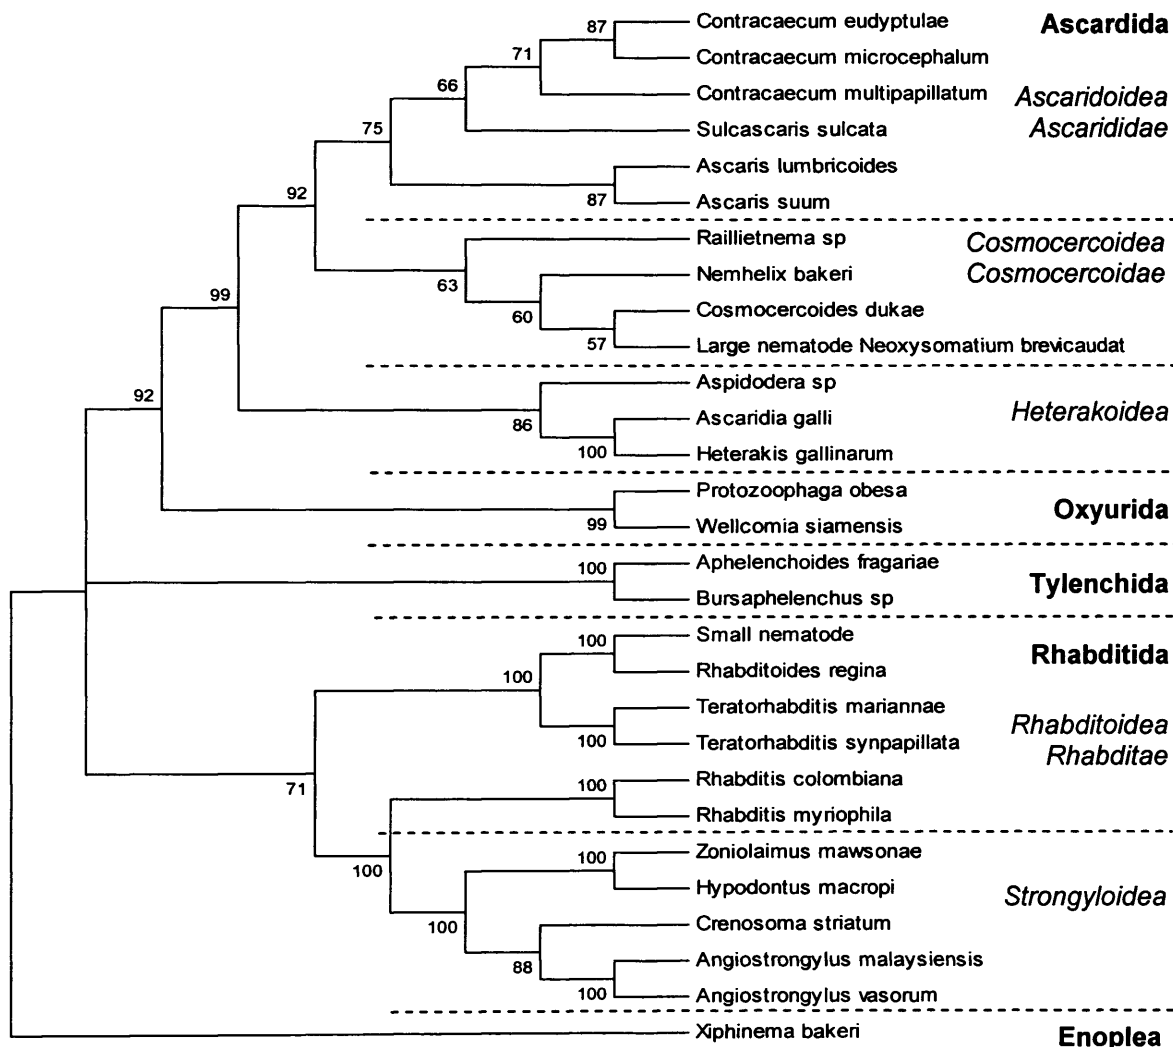 87
Contracaecum eudyptulae
Ascardida
71
Contracaecum microcephalum
66
Contracaecum multipapillatum
Ascaridoidea
75
Sulcascaris sulcata
Ascarididae
Ascaris lumbricoides
92
87
Ascaris suum
Raillietnema sp
Cosmocercoidea
63
Nemhelix bakeri
Cosmocercoidae
99
60
Cosmocercoides dukae
57
Large nematode Neoxysomatium brevicaudat
Aspidodera sp
92
86
Ascaridia galli
Heterakoidea
100
Heterakis gallinarum
Protozoophaga obesa
Oxyurida
99
Wellcomia siamensis
100
Aphelenchoides fragariae
Tylenchida
Bursaphelenchus sp
100
Small nematode
Rhabditida
100
Rhabditoides regina
Teratorhabditis mariannae
Rhabditoidea
100
Teratorhabditis synpapillata
Rhabditae
71
100
Rhabditis colombiana
Rhabditis myriophila
100
100
Zoniolaimus mawsonae
Hypodontus macropi
Strongyloidea
100
Crenosoma striatum
88
Angiostrongylus malaysiensis
100
Angiostrongylus vasorum
Xiphinema bakeri
Enoplea